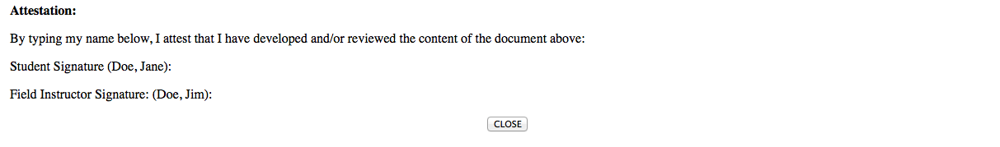 Attestation:
By typing my name below, I attest that I have developed and/or reviewed the content of the document above:
Student Signature (Doe, Jane):
Field Instructor Signature: (Doe, Jim):
CLOSE